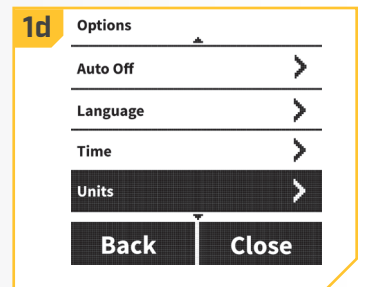 1d
Options
Auto Off
Language
Time
Units
Back Close